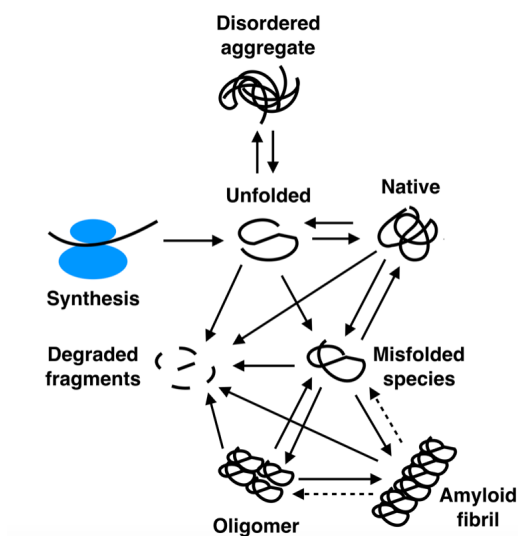 Disordered
aggregate
Unfolded
Native
Synthesis
Degraded
fragments
Misfolded
species
Oligomer
Amyloid
fibril